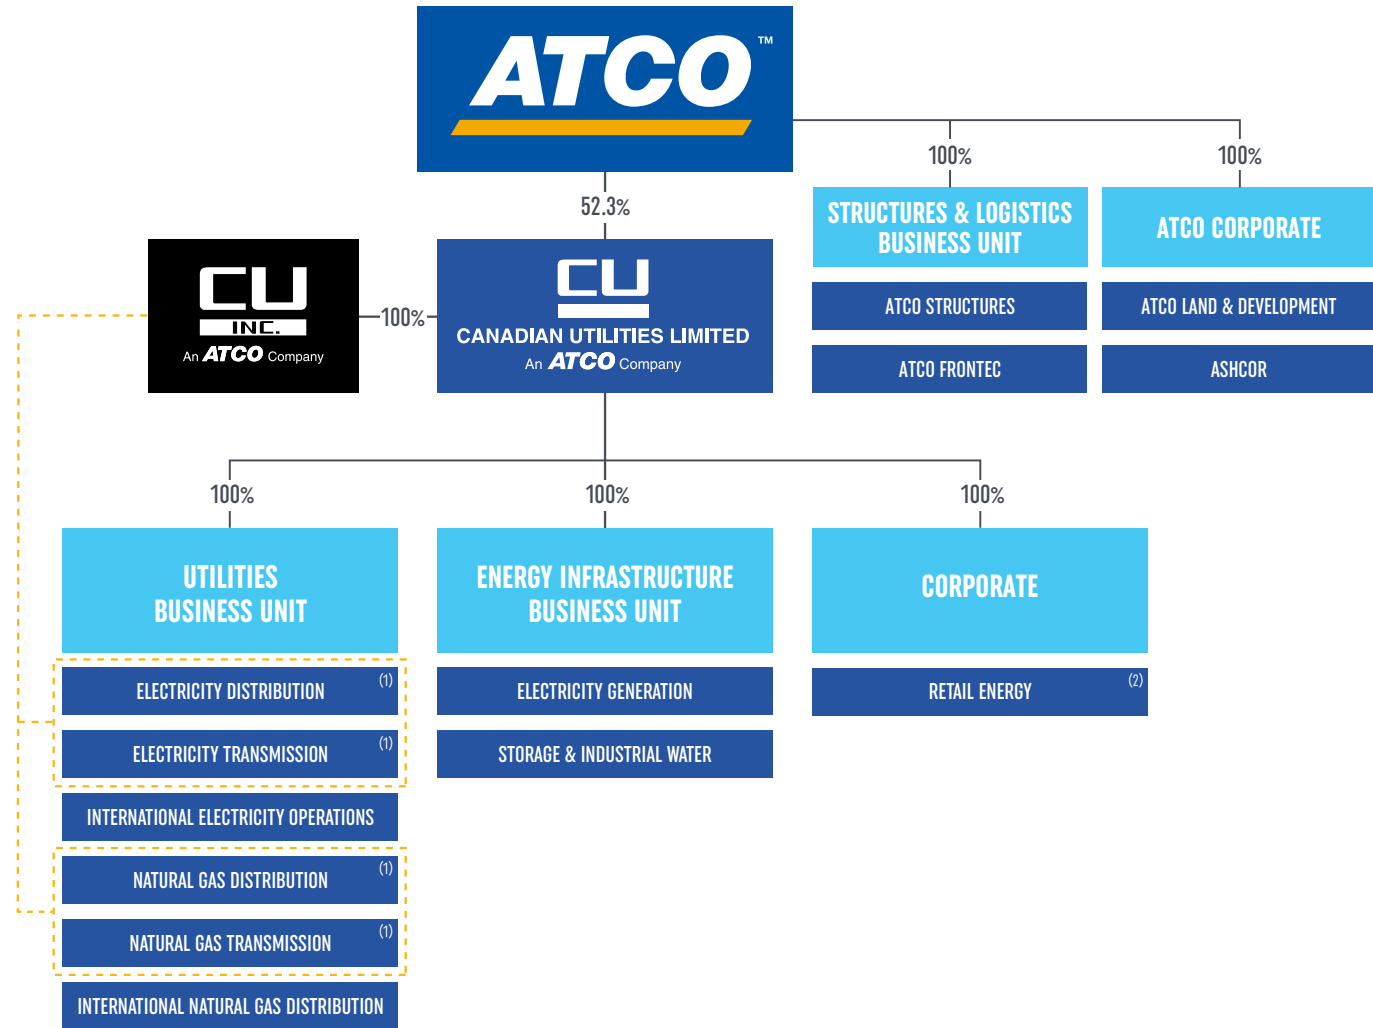 ATCO™
100%
100%
52.3%
STRUCTURES & LOGISTICS
BUSINESS UNIT
ATCO CORPORATE
CU
INC.
An ATCO Company
100%
CU
CANADIAN UTILITIES LIMITED
An ATCO Company
ATCO STRUCTURES
ATCO LAND & DEVELOPMENT
ATCO FRONTEC
ASHCOR
100%
100%
100%
UTILITIES
BUSINESS UNIT
ENERGY INFRASTRUCTURE
BUSINESS UNIT
CORPORATE
ELECTRICITY DISTRIBUTION (1)
ELECTRICITY GENERATION
RETAIL ENERGY (2)
ELECTRICITY TRANSMISSION (1)
STORAGE & INDUSTRIAL WATER
INTERNATIONAL ELECTRICITY OPERATIONS
NATURAL GAS DISTRIBUTION (1)
NATURAL GAS TRANSMISSION (1)
INTERNATIONAL NATURAL GAS DISTRIBUTION